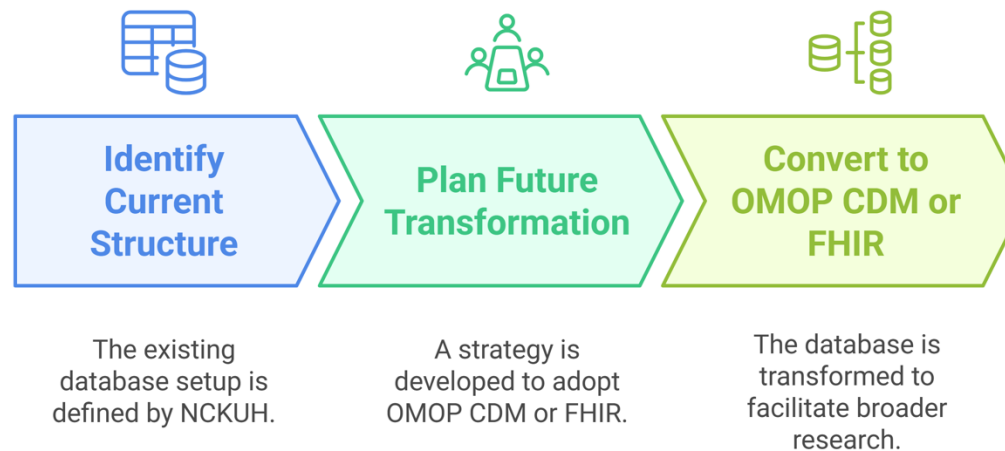 Identify
Current
Structure
Plan Future
Transformation
Convert to
OMOP CDM or
FHIR
The existing
database setup is
defined by NCKUH.
A strategy is
developed to adopt
OMOP CDM or FHIR.
The database is
transformed to
facilitate broader
research.